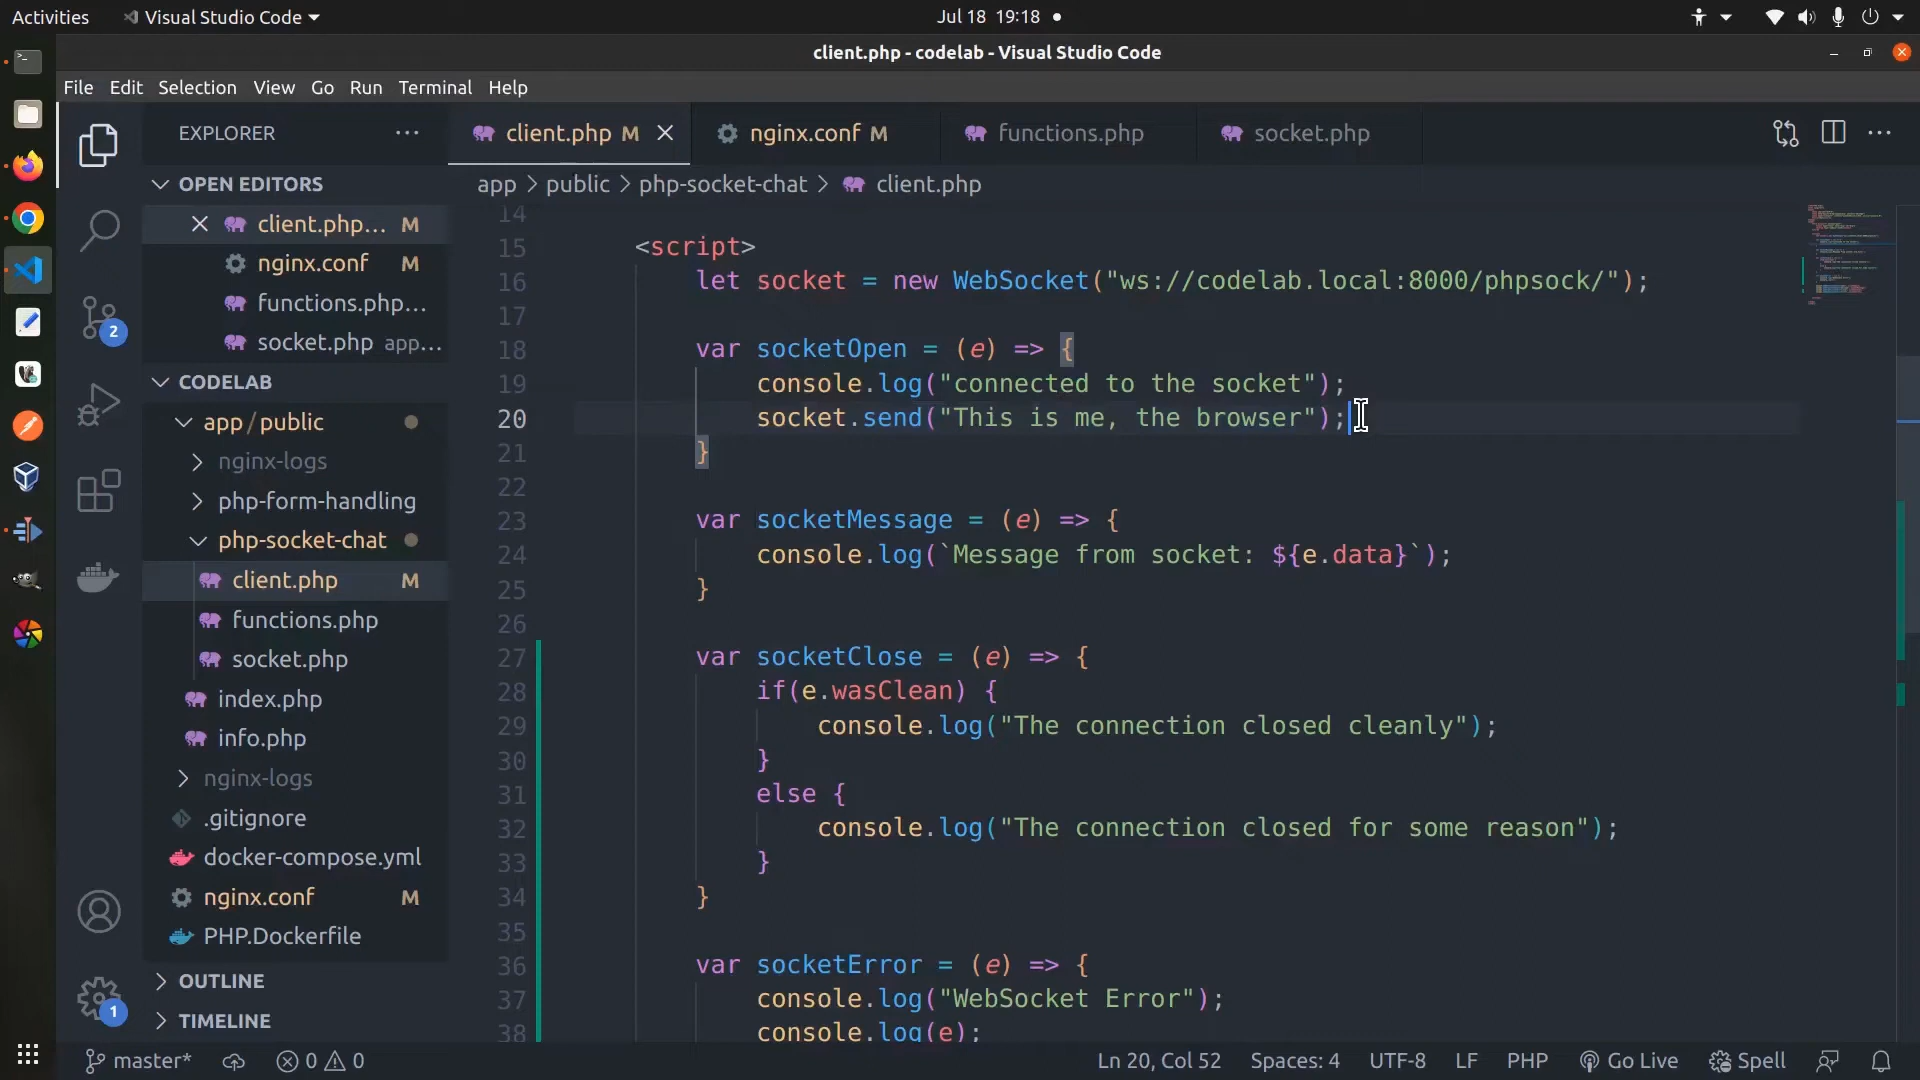 Activities
Visual Studio Code
Jul 18 19:18
client.php - codelab - Visual Studio Code
File Edit Selection View Go Run Terminal Help
EXPLORER
client.php M
nginx.conf M
functions.php
socket.php
OPEN EDITORS
client.php... M
nginx.conf M
functions.php...
socket.php app...
CODELAB
app/public
nginx-logs
php-form-handling
php-socket-chat
client.php M
functions.php
socket.php
index.php
info.php
nginx-logs
.gitignore
docker-compose.yml
nginx.conf M
PHP.Dockerfile
OUTLINE
TIMELINE
2
1
app > public > php-socket-chat > client.php
14
15 <script>
16 let socket = new WebSocket("ws://codelab.local:8000/phpsock/");
17
18 var socketOpen = (e) => {
19 console.log("connected to the socket");
20 socket.send("This is me, the browser");
21 }
22
23 var socketMessage = (e) => {
24 console.log(`Message from socket: ${e.data}`);
25 }
26
27 var socketClose = (e) => {
28 if(e.wasClean) {
29 console.log("The connection closed cleanly");
30 }
31 else {
32 console.log("The connection closed for some reason");
33 }
34 }
35
36 var socketError = (e) => {
37 console.log("WebSocket Error");
38 console.log(e);
master* 0 0
Ln 20, Col 52 Spaces: 4 UTF-8 LF PHP Go Live Spell